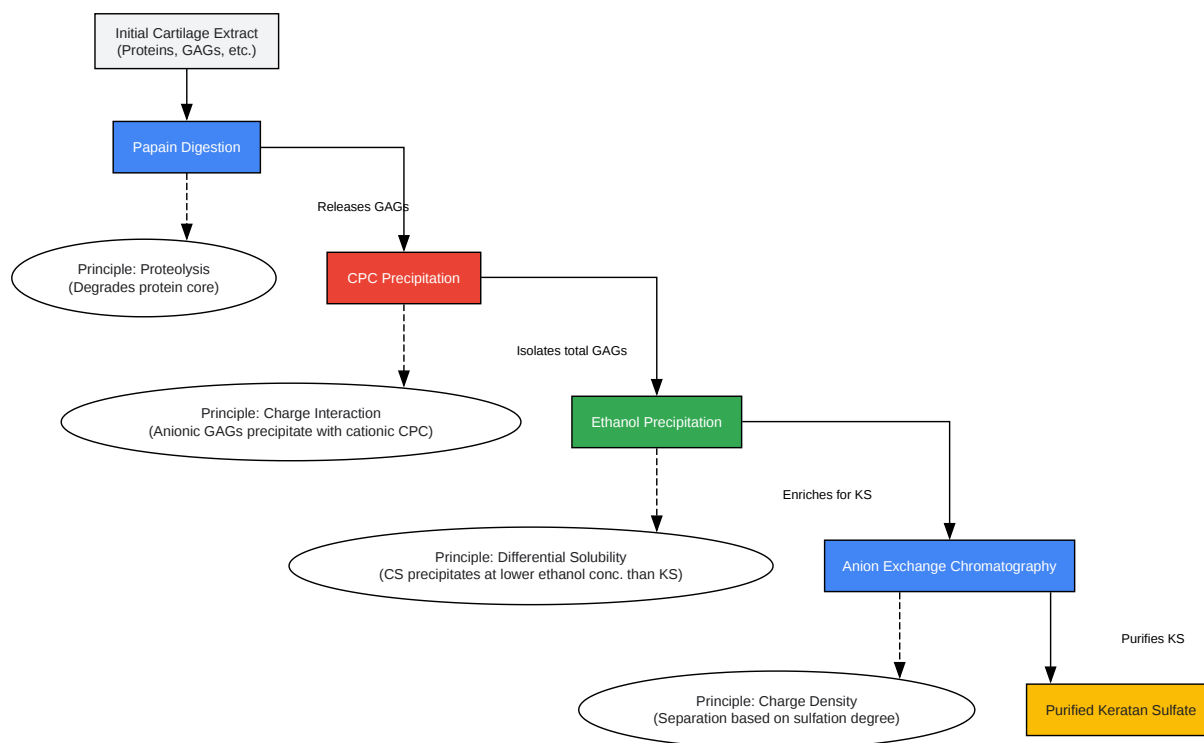 Initial Cartilage Extract
(Proteins, GAGs, etc.)
Papain Digestion
Releases GAGs
Principle: Proteolysis
(Degrades protein core)
CPC Precipitation
Isolates total GAGs
Principle: Charge Interaction
(Anionic GAGs precipitate with cationic CPC)
Ethanol Precipitation
Enriches for KS
Principle: Differential Solubility
(CS precipitates at lower ethanol conc. than KS)
Anion Exchange Chromatography
Purifies KS
Principle: Charge Density
(Separation based on sulfation degree)
Purified Keratan Sulfate